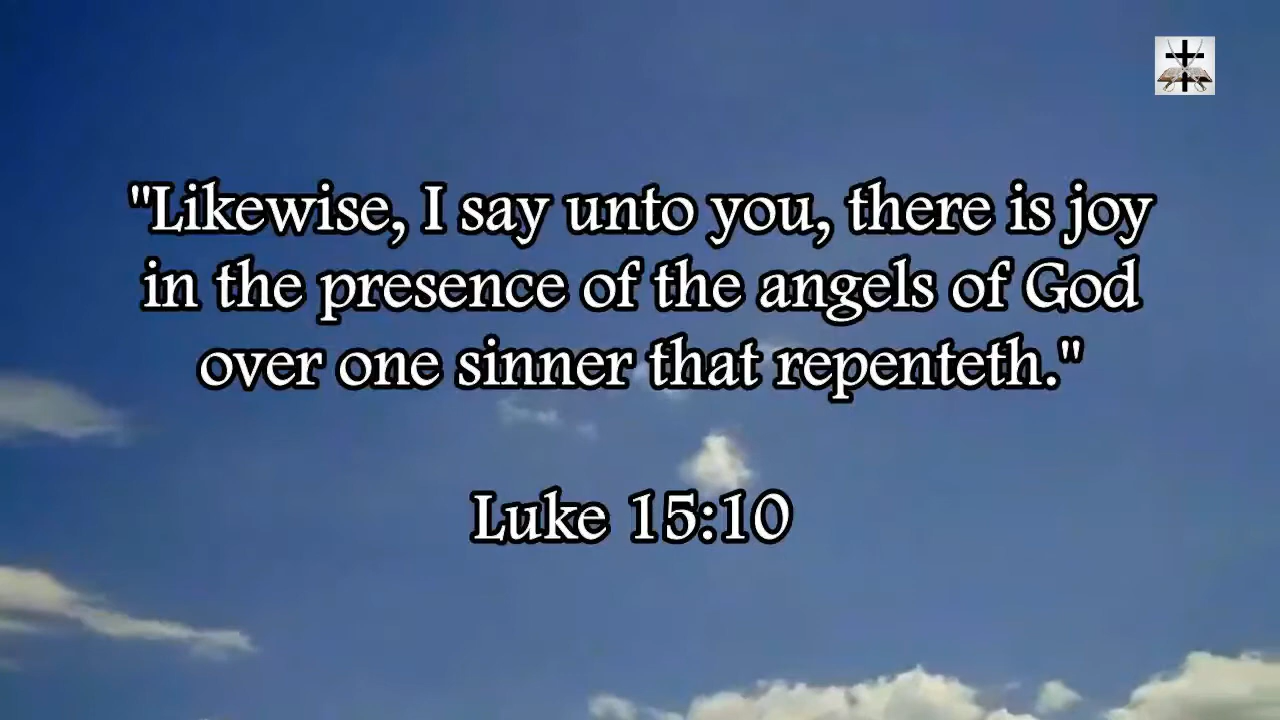 "Likewise, I say unto you, there is joy
in the presence of the angels of God
over one sinner that repenteth."
Luke 15:10